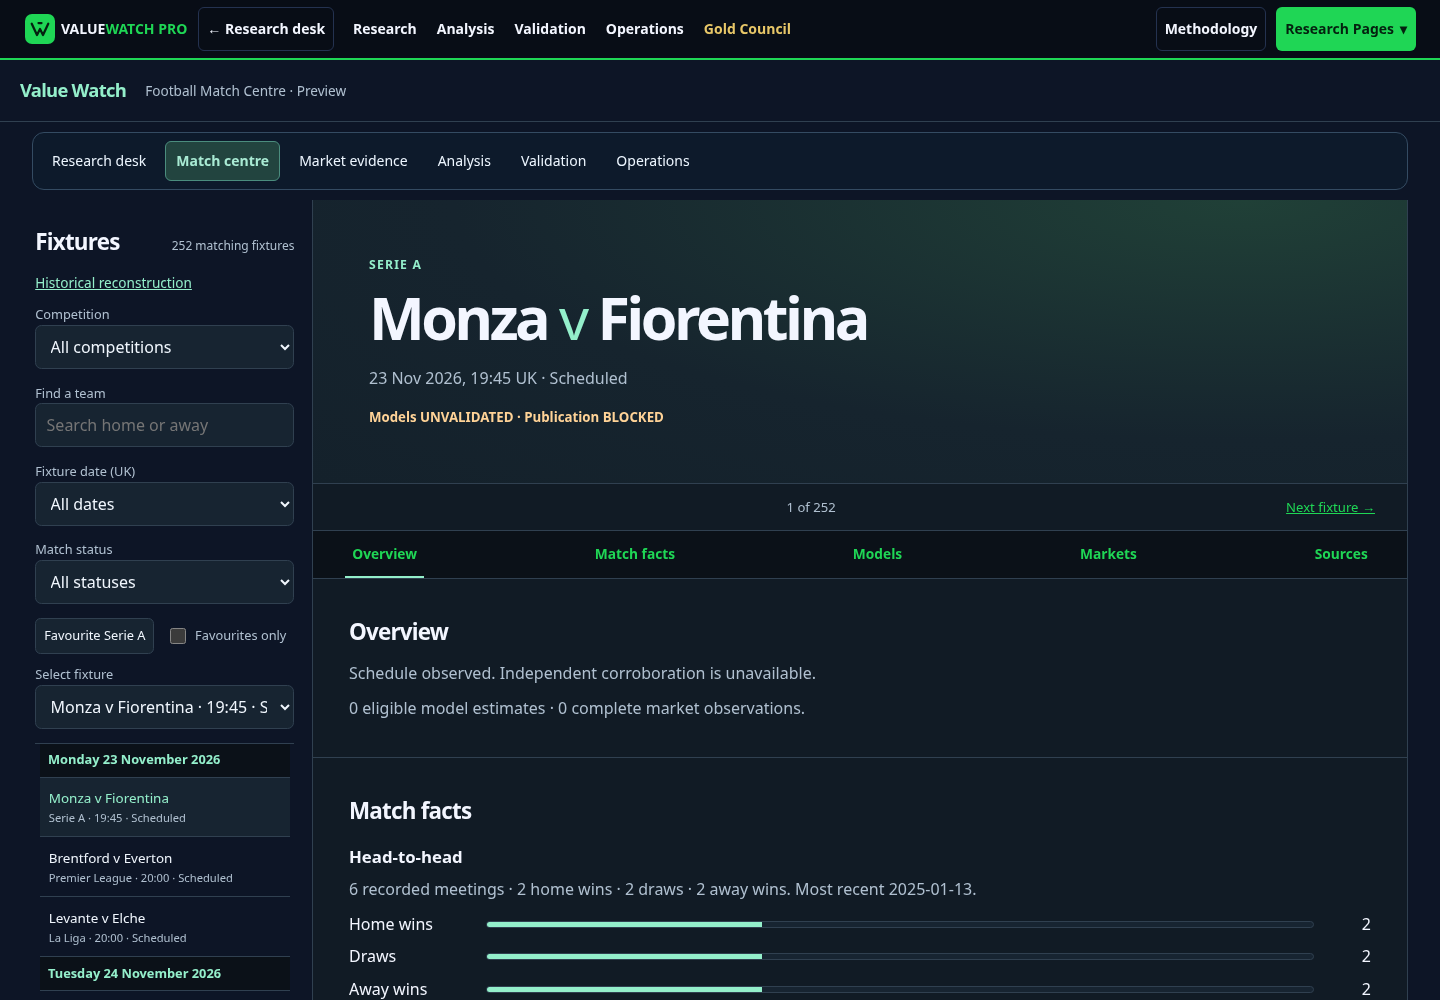 VALUEWATCH PRO ← Research desk Research Analysis Validation Operations Gold Council Methodology Research Pages ▾
Value Watch Football Match Centre · Preview
Research desk Match centre Market evidence Analysis Validation Operations
Fixtures 252 matching fixtures
Historical reconstruction
Competition
All competitions
Find a team
Search home or away
Fixture date (UK)
All dates
Match status
All statuses
Favourite Serie A Favourites only
Select fixture
Monza v Fiorentina · 19:45 · S
Monday 23 November 2026
Monza v Fiorentina
Serie A · 19:45 · Scheduled
Brentford v Everton
Premier League · 20:00 · Scheduled
Levante v Elche
La Liga · 20:00 · Scheduled
Tuesday 24 November 2026
SERIE A
Monza v Fiorentina
23 Nov 2026, 19:45 UK · Scheduled
Models UNVALIDATED · Publication BLOCKED
1 of 252 Next fixture →
Overview Match facts Models Markets Sources
Overview
Schedule observed. Independent corroboration is unavailable.
0 eligible model estimates · 0 complete market observations.
Match facts
Head-to-head
6 recorded meetings · 2 home wins · 2 draws · 2 away wins. Most recent 2025-01-13.
Home wins 2
Draws 2
Away wins 2